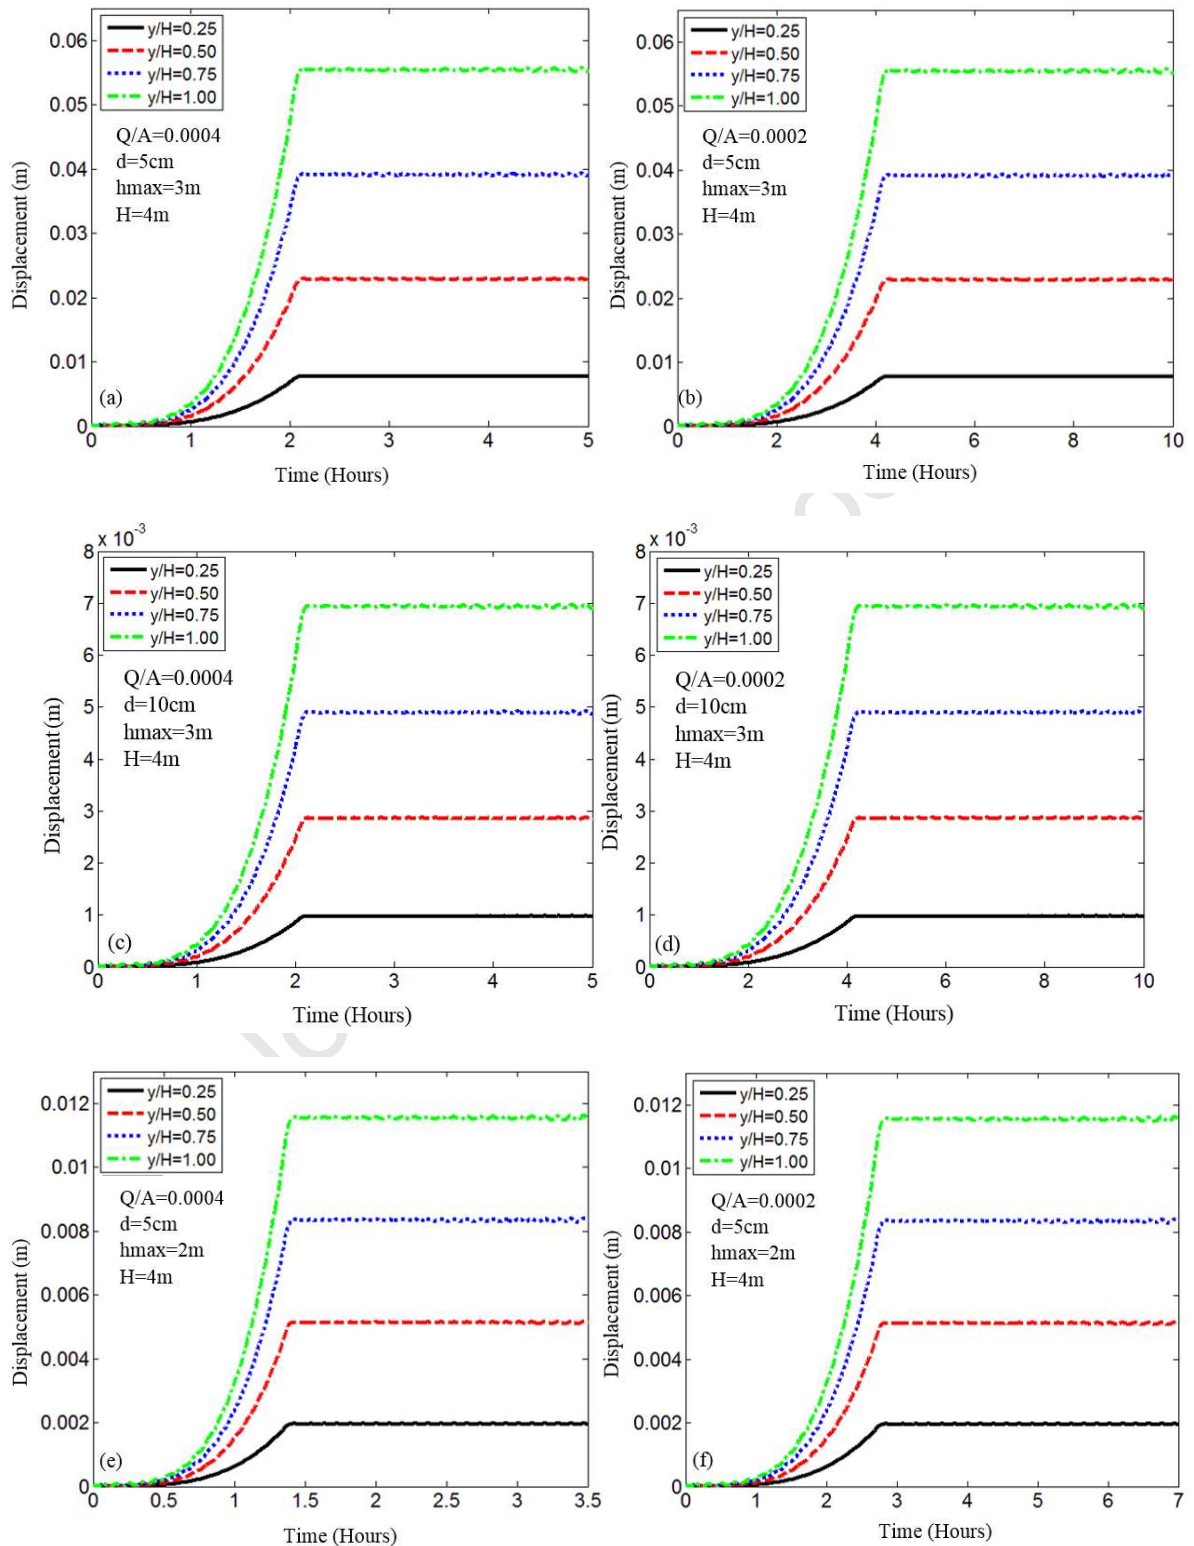 y/H=0.25
y/H=0.50
y/H=0.75
y/H=1.00
Q/A=0.0004
d=5cm
hmax=3m
H=4m
(a)
0.06
0.05
0.04
0.03
0.02
0.01
0
0 1 2 3 4 5
Displacement (m)
Time (Hours)
y/H=0.25
y/H=0.50
y/H=0.75
y/H=1.00
Q/A=0.0002
d=5cm
hmax=3m
H=4m
(b)
0.06
0.05
0.04
0.03
0.02
0.01
0
0 2 4 6 8 10
Displacement (m)
Time (Hours)
x 10-3
y/H=0.25
y/H=0.50
y/H=0.75
y/H=1.00
Q/A=0.0004
d=10cm
hmax=3m
H=4m
(c)
8
7
6
5
4
3
2
1
0
0 1 2 3 4 5
Displacement (m)
Time (Hours)
x 10-3
y/H=0.25
y/H=0.50
y/H=0.75
y/H=1.00
Q/A=0.0002
d=10cm
hmax=3m
H=4m
(d)
8
7
6
5
4
3
2
1
0
0 2 4 6 8 10
Displacement (m)
Time (Hours)
y/H=0.25
y/H=0.50
y/H=0.75
y/H=1.00
Q/A=0.0004
d=5cm
hmax=2m
H=4m
(e)
0.012
0.01
0.008
0.006
0.004
0.002
0
0 0.5 1 1.5 2 2.5 3 3.5
Displacement (m)
Time (Hours)
y/H=0.25
y/H=0.50
y/H=0.75
y/H=1.00
Q/A=0.0002
d=5cm
hmax=2m
H=4m
(f)
0.012
0.01
0.008
0.006
0.004
0.002
0
0 1 2 3 4 5 6 7
Displacement (m)
Time (Hours)